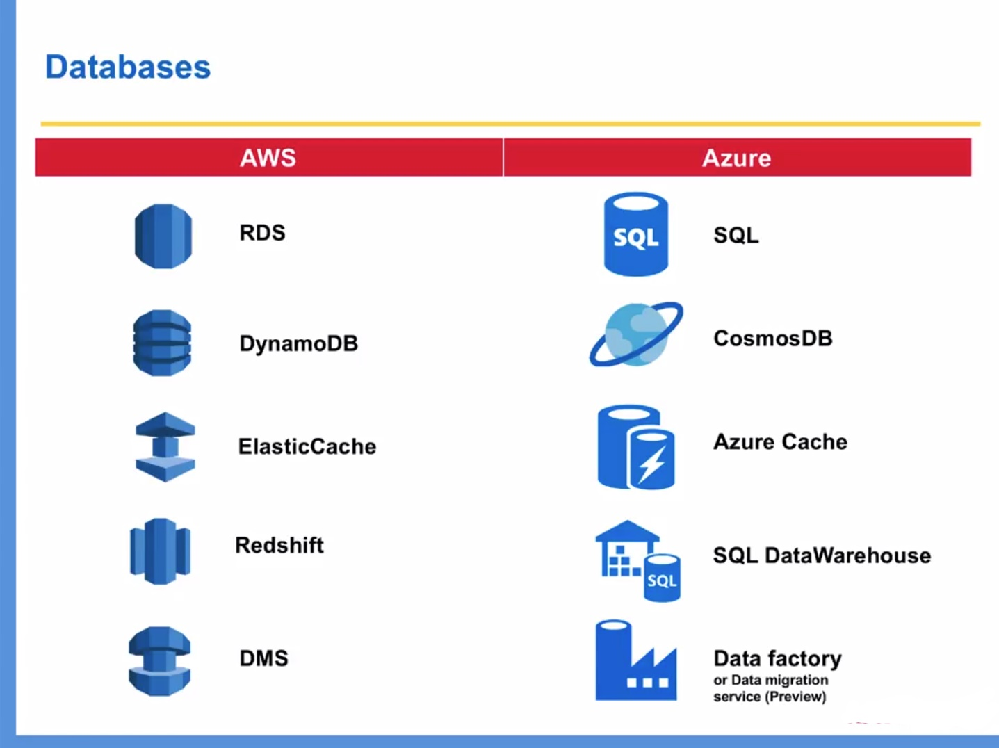 Databases
AWS
Azure
RDS
SQL
SQL
DynamoDB
CosmosDB
ElasticCache
Azure Cache
Redshift
SQL
SQL DataWarehouse
DMS
Data factory
or Data migration
service (Preview)